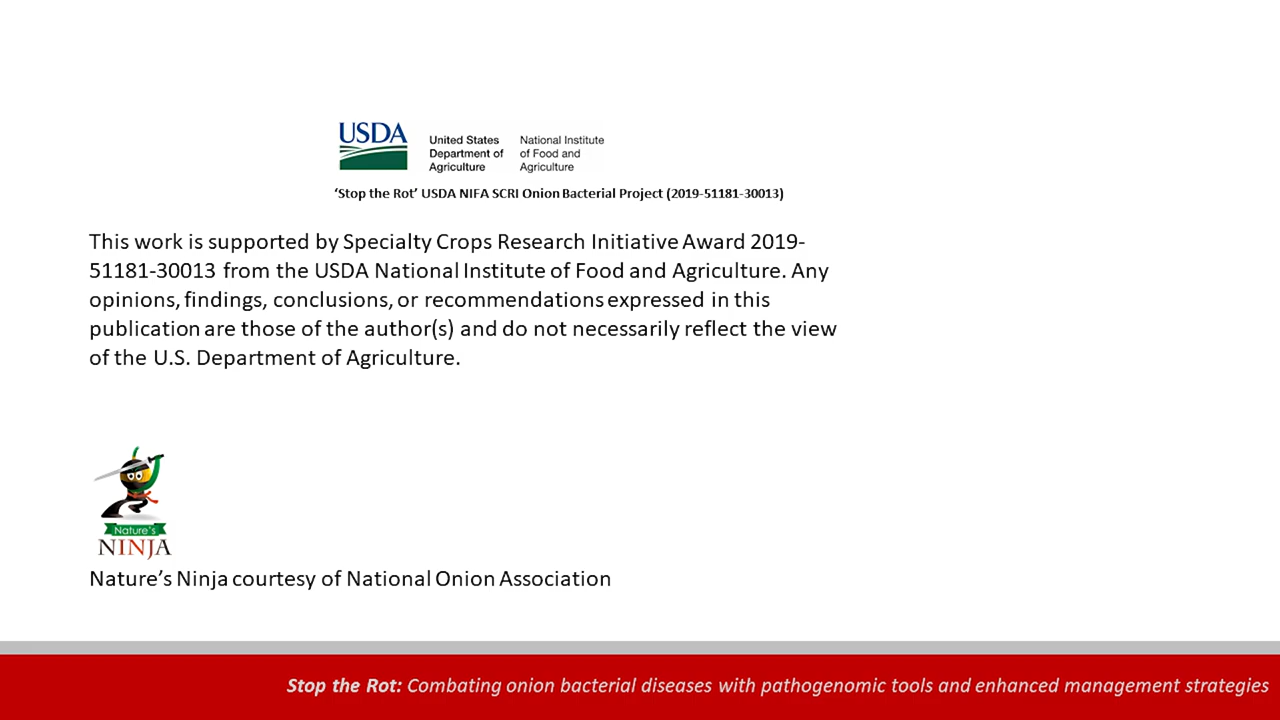 USDA
United States
Department of
Agriculture
National Institute
of Food and
Agriculture
‘Stop the Rot’ USDA NIFA SCRI Onion Bacterial Project (2019-51181-30013)
This work is supported by Specialty Crops Research Initiative Award 2019-
51181-30013 from the USDA National Institute of Food and Agriculture. Any
opinions, findings, conclusions, or recommendations expressed in this
publication are those of the author(s) and do not necessarily reflect the view
of the U.S. Department of Agriculture.
Nature's
NINJA
Nature’s Ninja courtesy of National Onion Association
Stop the Rot: Combating onion bacterial diseases with pathogenomic tools and enhanced management strategies